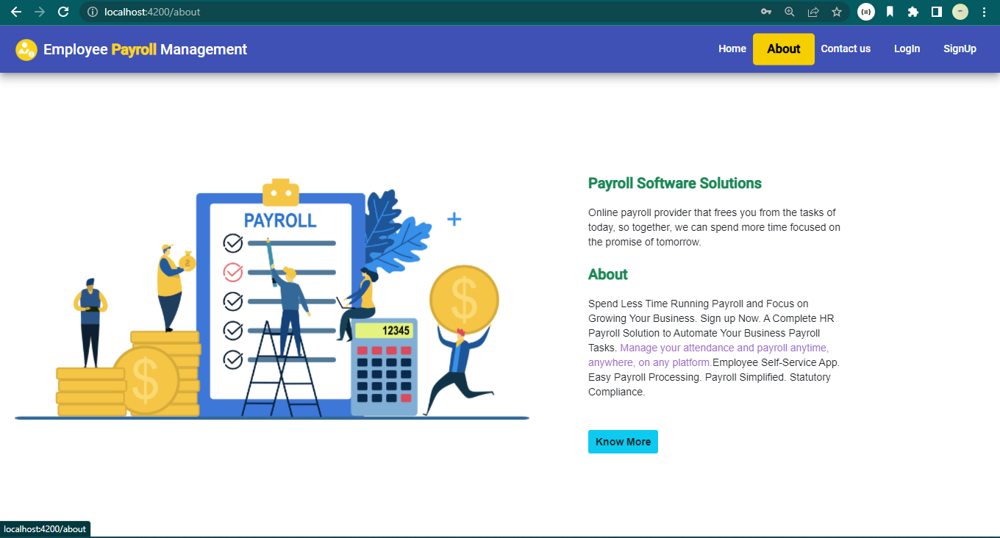 localhost:4200/about
Employee Payroll Management
Home About Contact us LogIn SignUp
PAYROLL
2
12345
$
$
Payroll Software Solutions
Online payroll provider that frees you from the tasks of
today, so together, we can spend more time focused on
the promise of tomorrow.
About
Spend Less Time Running Payroll and Focus on
Growing Your Business. Sign up Now. A Complete HR
Payroll Solution to Automate Your Business Payroll
Tasks. Manage your attendance and payroll anytime,
anywhere, on any platform.Employee Self-Service App.
Easy Payroll Processing. Payroll Simplified. Statutory
Compliance.
Know More
localhost:4200/about